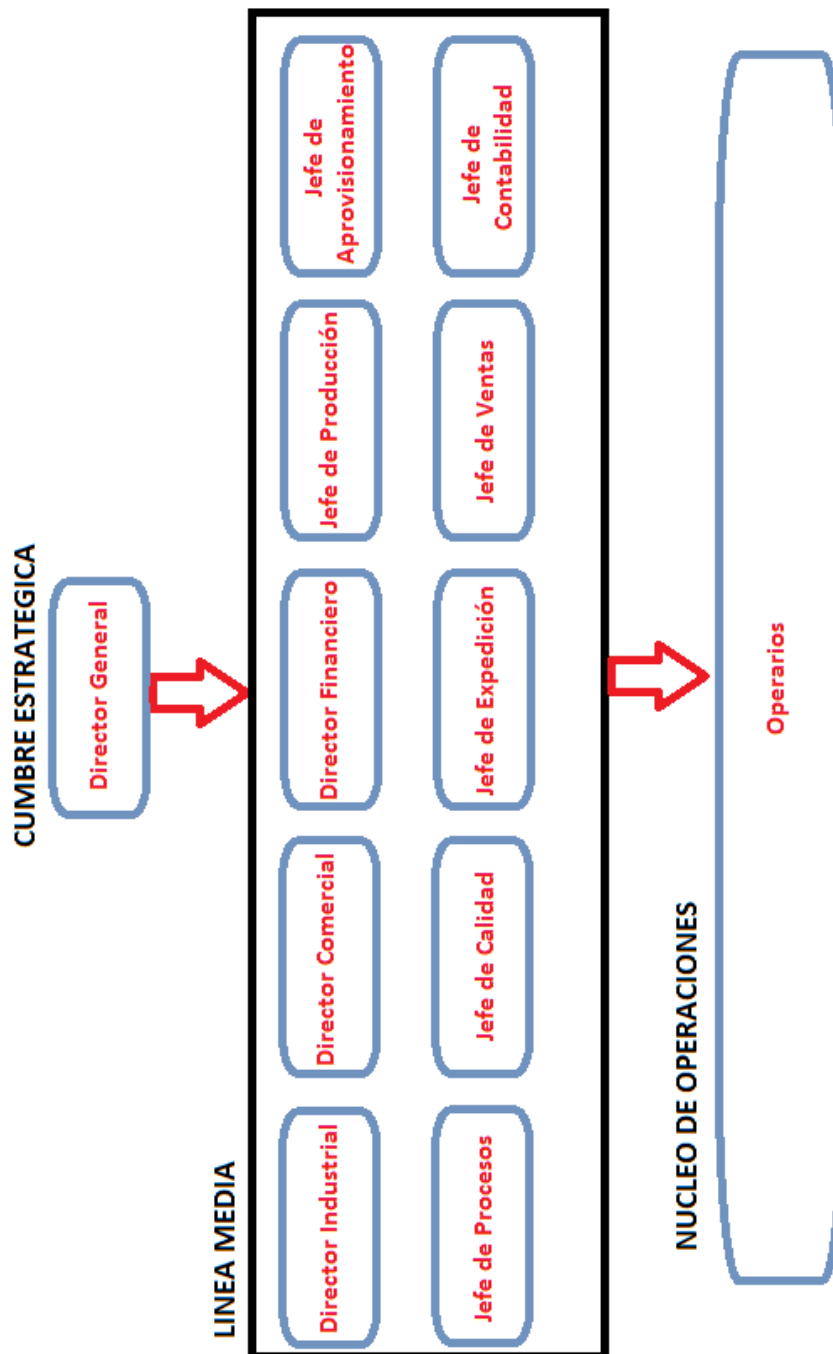 CUMBRE ESTRATEGICA
Director General
LINEA MEDIA
Director Industrial
Director Comercial
Director Financiero
Jefe de Producción
Jefe de
Aprovisionamiento
Jefe de Procesos
Jefe de Calidad
Jefe de Expedición
Jefe de Ventas
Jefe de
Contabilidad
NUCLEO DE OPERACIONES
Operarios